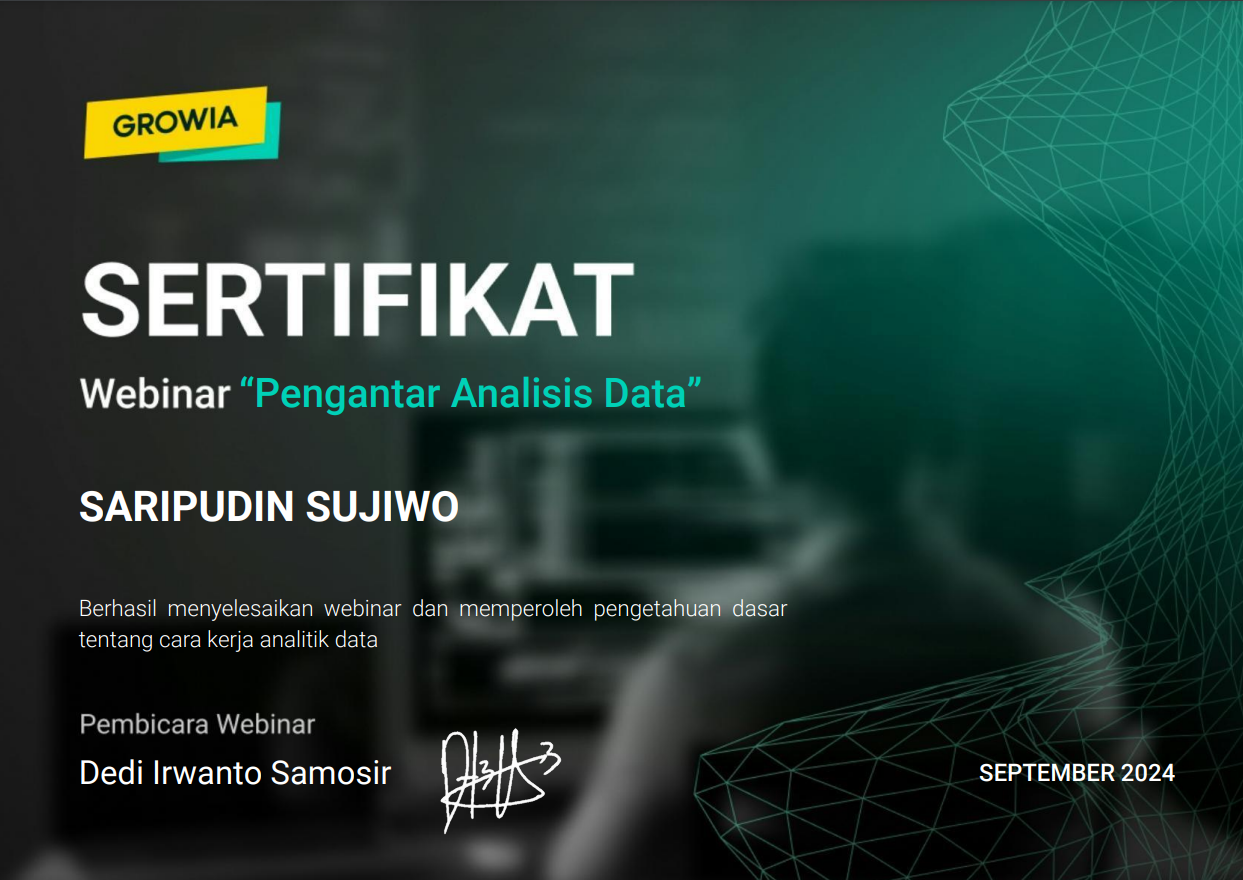 GROWIA
SERTIFIKAT
Webinar “Pengantar Analisis Data”
SARIPUDIN SUJIWO
Berhasil menyelesaikan webinar dan memperoleh pengetahuan dasar
tentang cara kerja analitik data
Pembicara Webinar
Dedi Irwanto Samosir
SEPTEMBER 2024